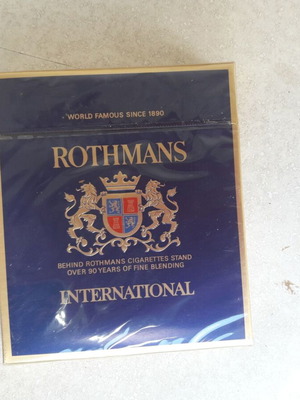 WORLD FAMOUS SINCE 1890
ROTHMANS
BEHIND ROTHMANS CIGARETTES STAND
OVER 90 YEARS OF FINE BLENDING
INTERNATIONAL